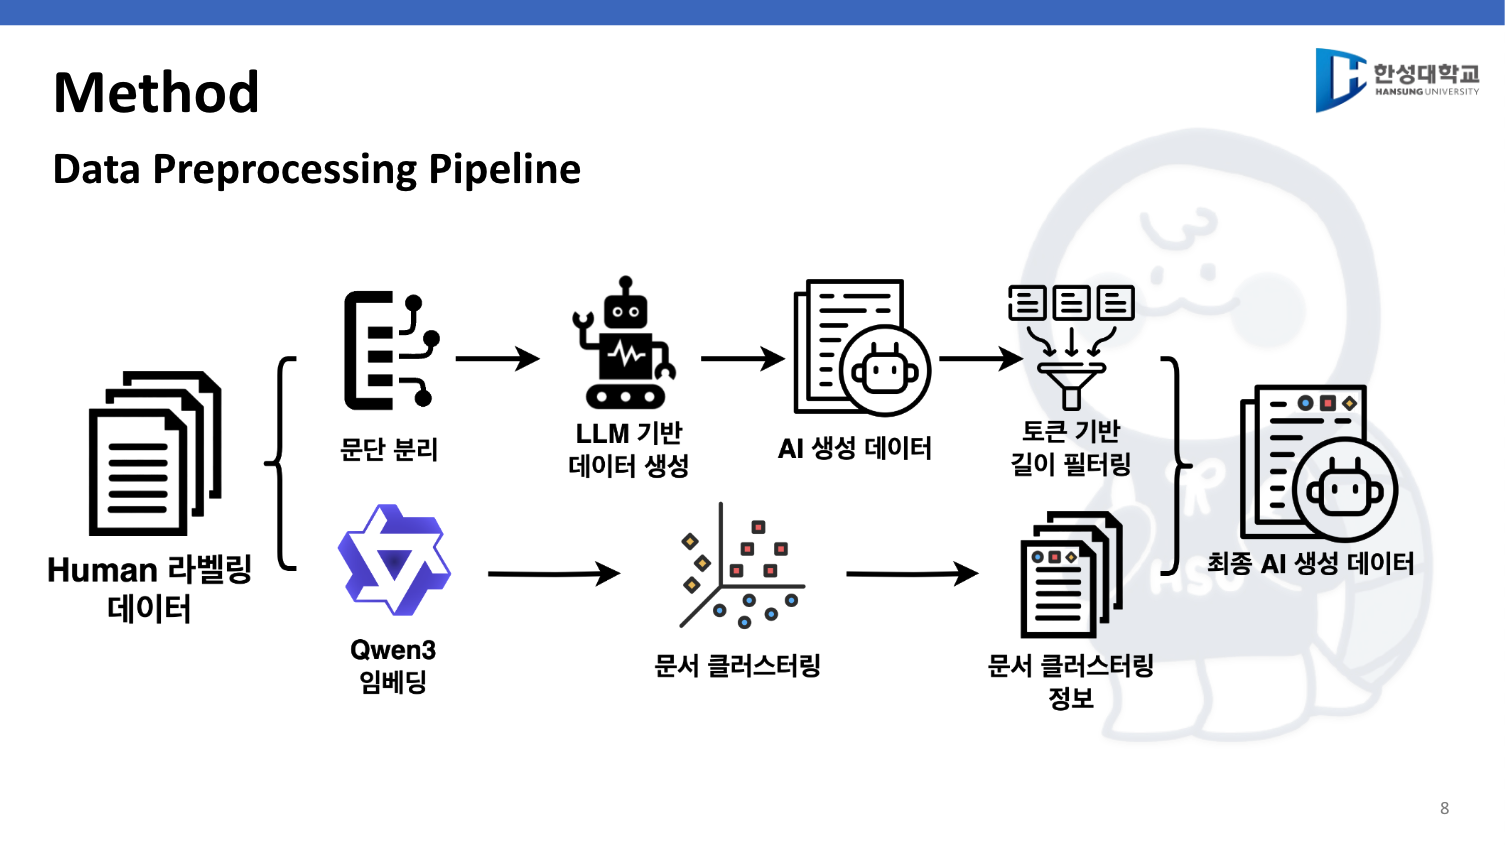 Method
한성대학교
HANSUNG UNIVERSITY
Data Preprocessing Pipeline
문단 분리
LLM 기반
데이터 생성
AI 생성 데이터
토큰 기반
길이 필터링
Human 라벨링
데이터
Qwen3
임베딩
문서 클러스터링
문서 클러스터링
정보
최종 AI 생성 데이터
HSU
8